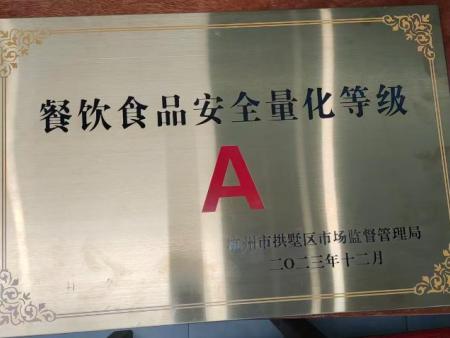 餐饮食品安全量化等级
A
杭州市拱墅区市场监督管理局
二〇二三年十二月